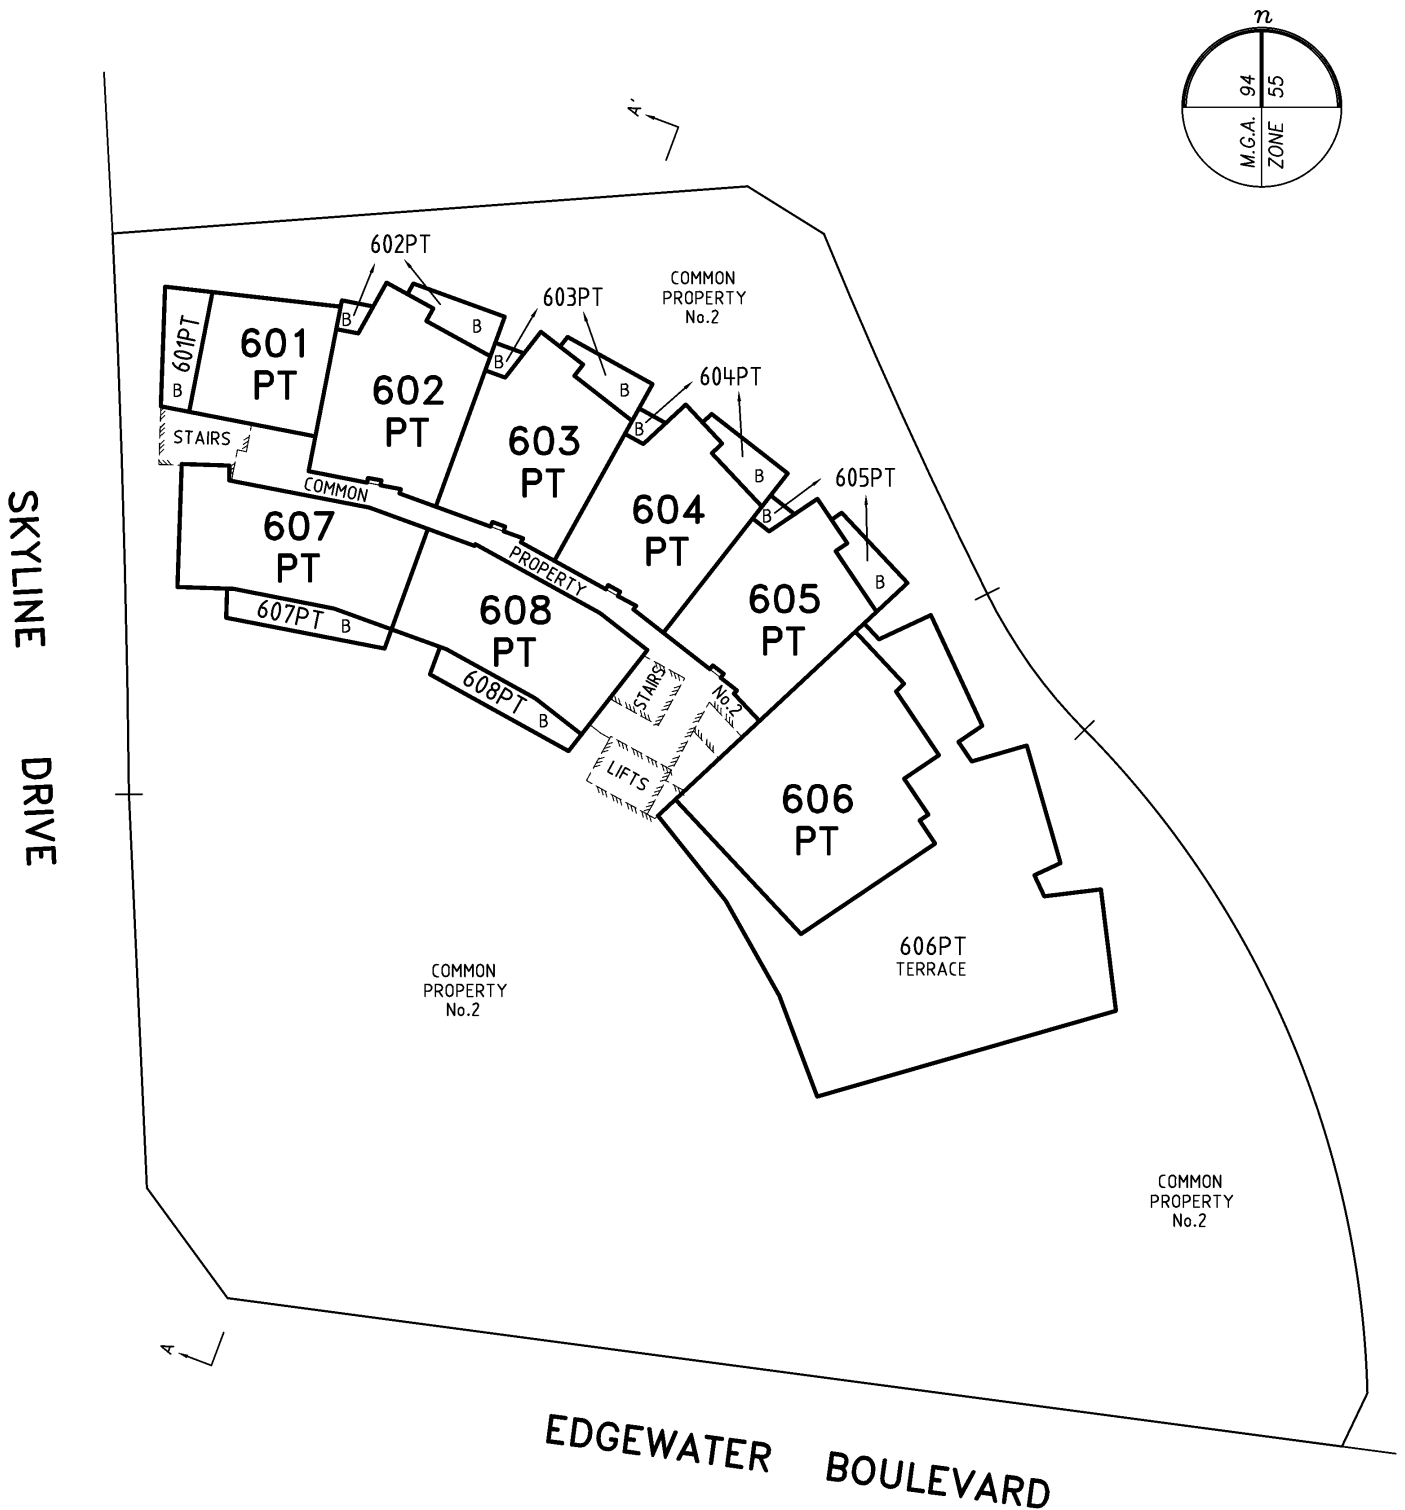 n
M.G.A. 94
ZONE 55
A'
602PT
603PT
COMMON
PROPERTY
No.2
604PT
605PT
601PT
B
601
PT
B
602
PT
B
B
603
PT
B
B
604
PT
B
B
605
PT
B
STAIRS
COMMON
PROPERTY
No.2
607
PT
607PT B
608
PT
608PT B
STAIRS
LIFTS
606
PT
606PT
TERRACE
COMMON
PROPERTY
No.2
COMMON
PROPERTY
No.2
SKYLINE DRIVE
A
EDGEWATER BOULEVARD